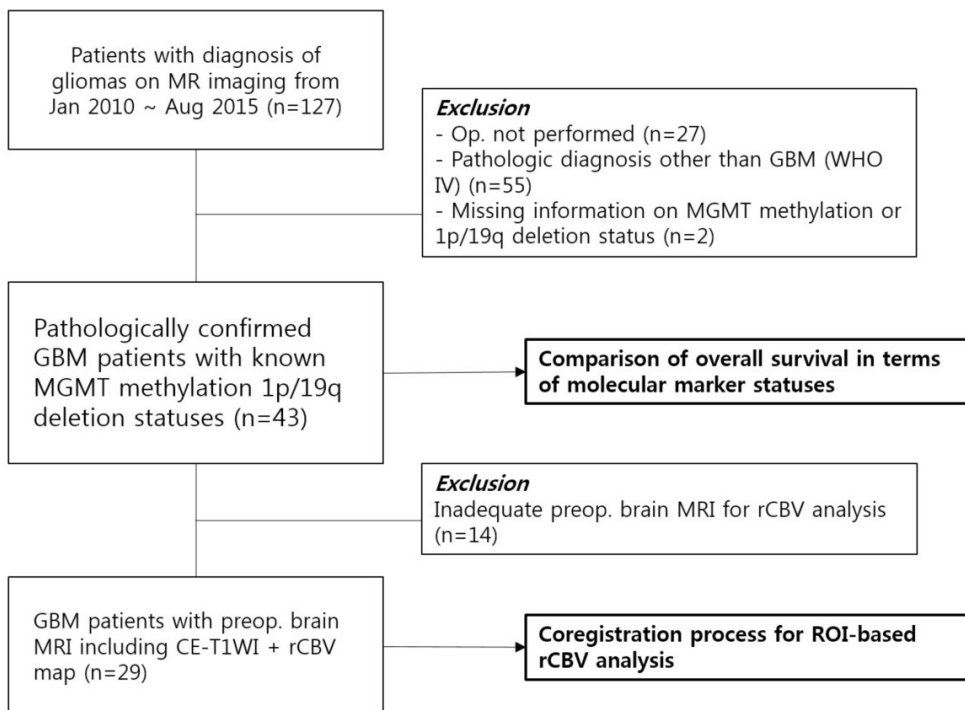 Patients with diagnosis of
gliomas on MR imaging from
Jan 2010 ~ Aug 2015 (n=127)
Exclusion
- Op. not performed (n=27)
- Pathologic diagnosis other than GBM (WHO
IV) (n=55)
- Missing information on MGMT methylation or
1p/19q deletion status (n=2)
Pathologically confirmed
GBM patients with known
MGMT methylation 1p/19q
deletion statuses (n=43)
Comparison of overall survival in terms
of molecular marker statuses
Exclusion
Inadequate preop. brain MRI for rCBV analysis
(n=14)
GBM patients with preop. brain
MRI including CE-T1WI + rCBV
map (n=29)
Coregistration process for ROI-based
rCBV analysis